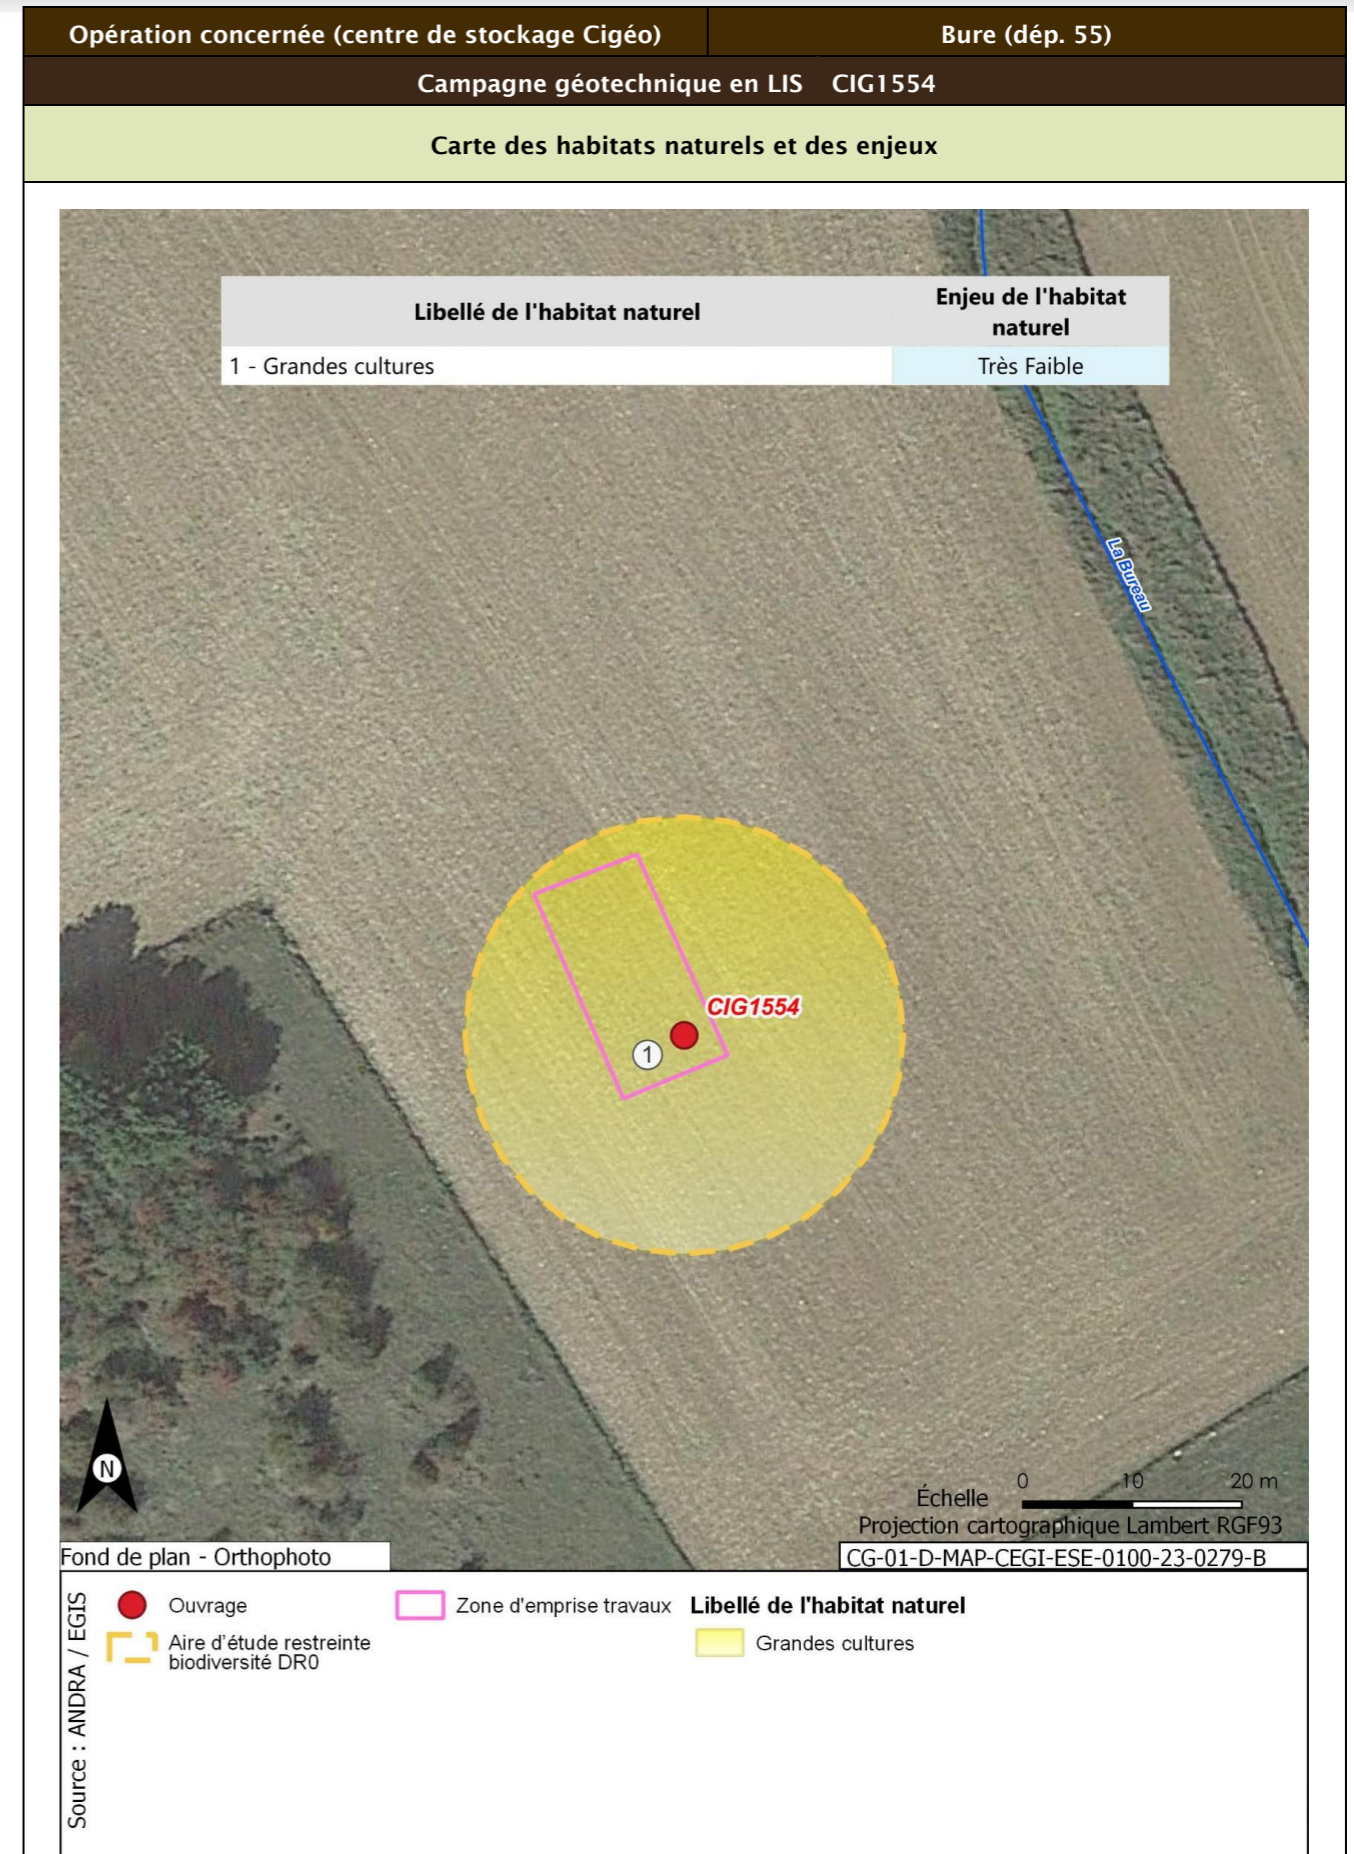 Opération concernée (centre de stockage Cigéo) Bure (dép. 55)
Campagne géotechnique en LIS CIG1554
Carte des habitats naturels et des enjeux
Libellé de l'habitat naturel
Enjeu de l'habitat
naturel
1 - Grandes cultures Très Faible
La Bureau
CIG1554
1
N
0 10 20 m
Échelle
Projection cartographique Lambert RGF93
Fond de plan - Orthophoto
CG-01-D-MAP-CEGI-ESE-0100-23-0279-B
Source : ANDRA / EGIS
Ouvrage
Zone d'emprise travaux
Libellé de l'habitat naturel
Aire d'étude restreinte
biodiversité DR0
Grandes cultures